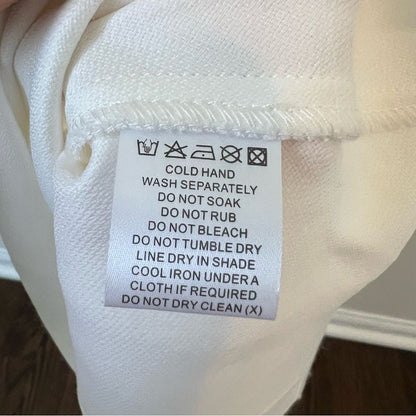 COLD HAND
WASH SEPARATELY
DO NOT SOAK
DO NOT RUB
DO NOT BLEACH
DO NOT TUMBLE DRY
LINE DRY IN SHADE
COOL IRON UNDER A
CLOTH IF REQUIRED
DO NOT DRY CLEAN (X)